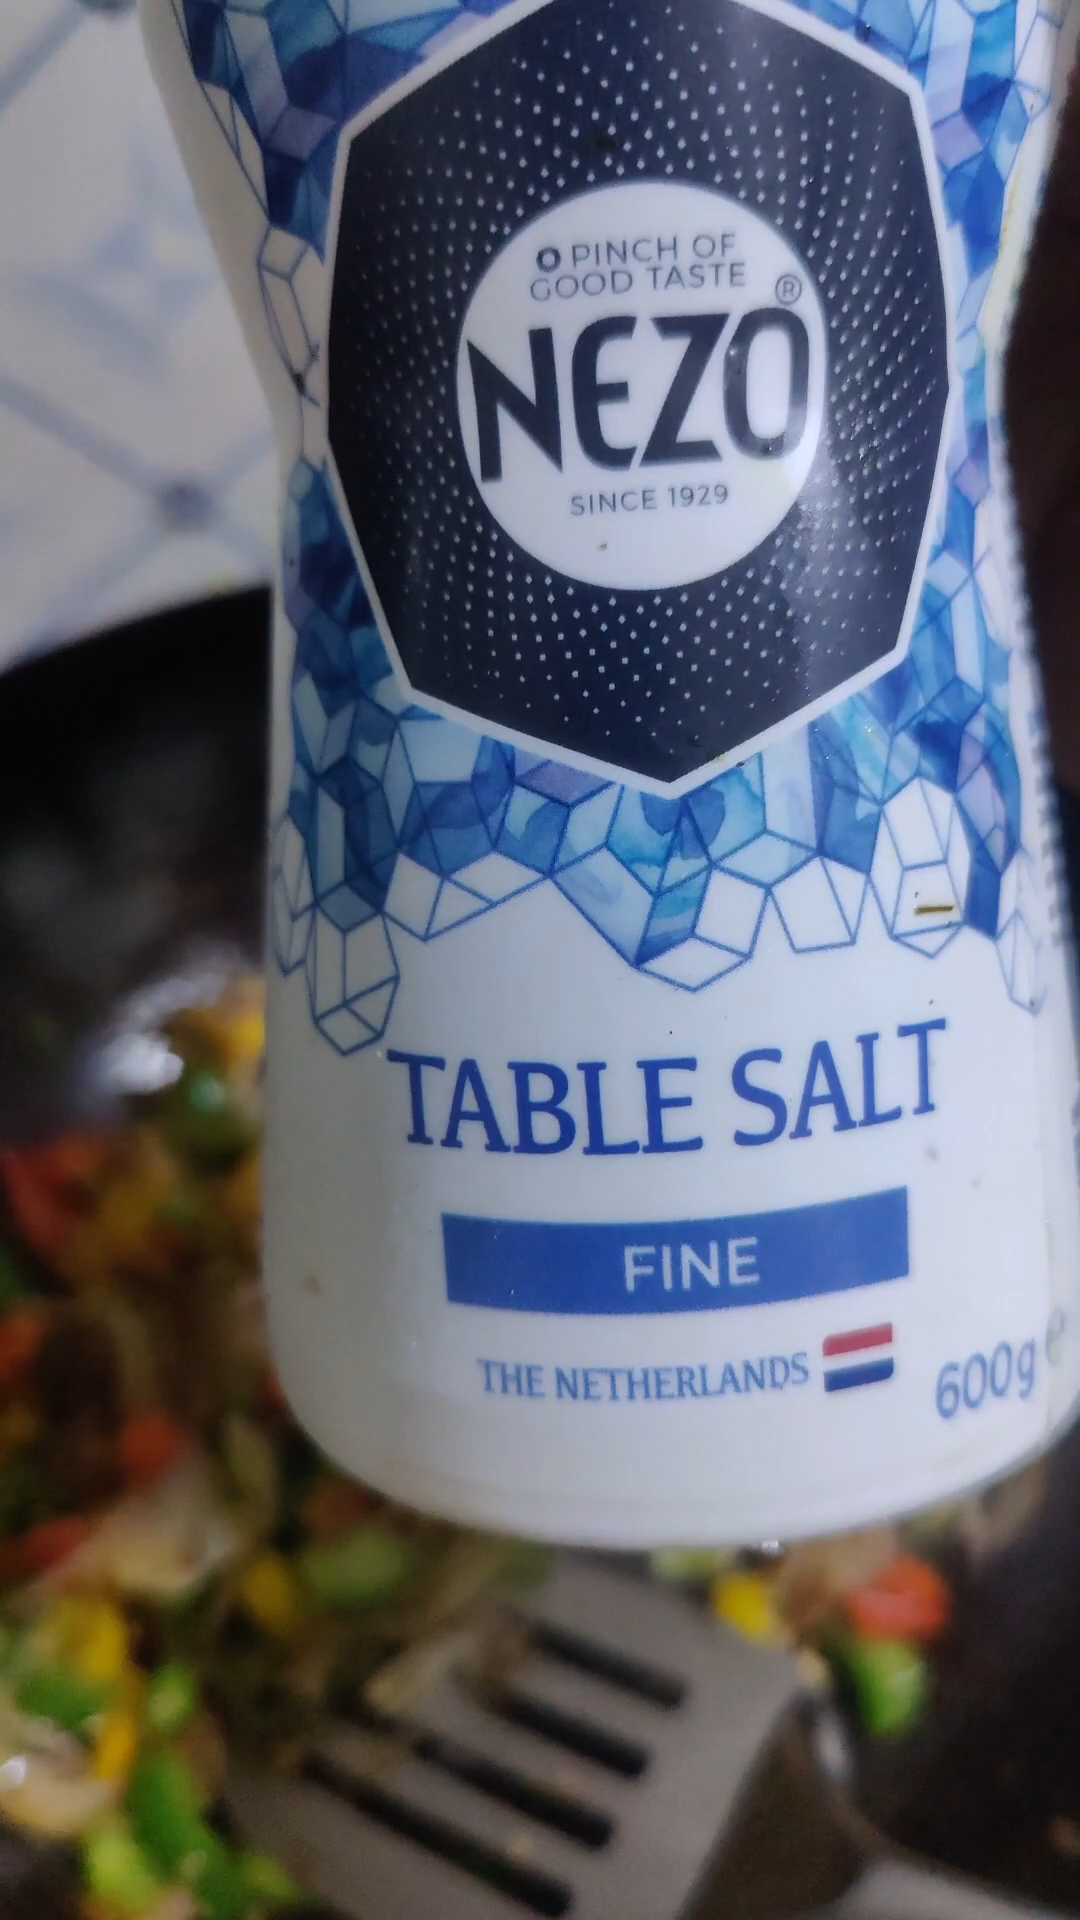 PINCH OF
GOOD TASTE
NEZO®
SINCE 1929
TABLE SALT
FINE
THE NETHERLANDS
600g ℮